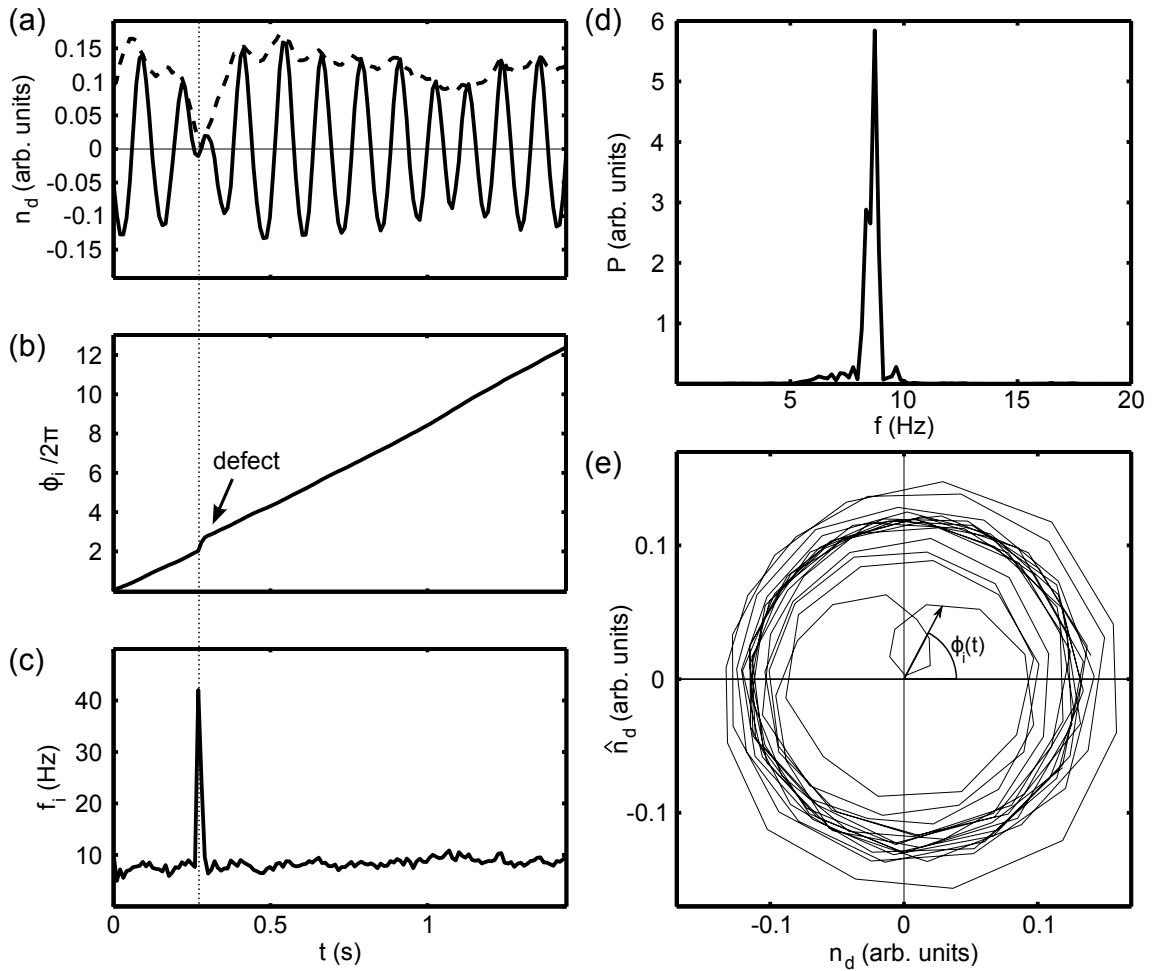 (a)
n_d (arb. units)
0.15
0.1
0.05
0
-0.05
-0.1
-0.15
(b)
ϕ_i /2π
12
10
8
6
4
2
defect
(c)
f_i (Hz)
40
30
20
10
0
0.5
1
t (s)
(d)
P (arb. units)
6
5
4
3
2
1
5
10
15
20
f (Hz)
(e)
n̂_d (arb. units)
0.1
0
-0.1
ϕ_i(t)
-0.1
0
0.1
n_d (arb. units)